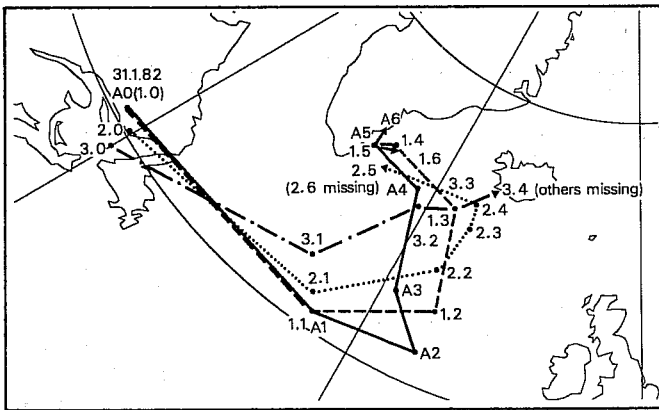 31.1.82
A0(1.0)
2.0
3.0
A5
A6
1.4
1.5
1.6
2.5
(2.6 missing)
A4
3.3
3.4 (others missing)
1.3
2.4
3.2
2.3
3.1
2.2
2.1
A3
1.1
A1
1.2
A2